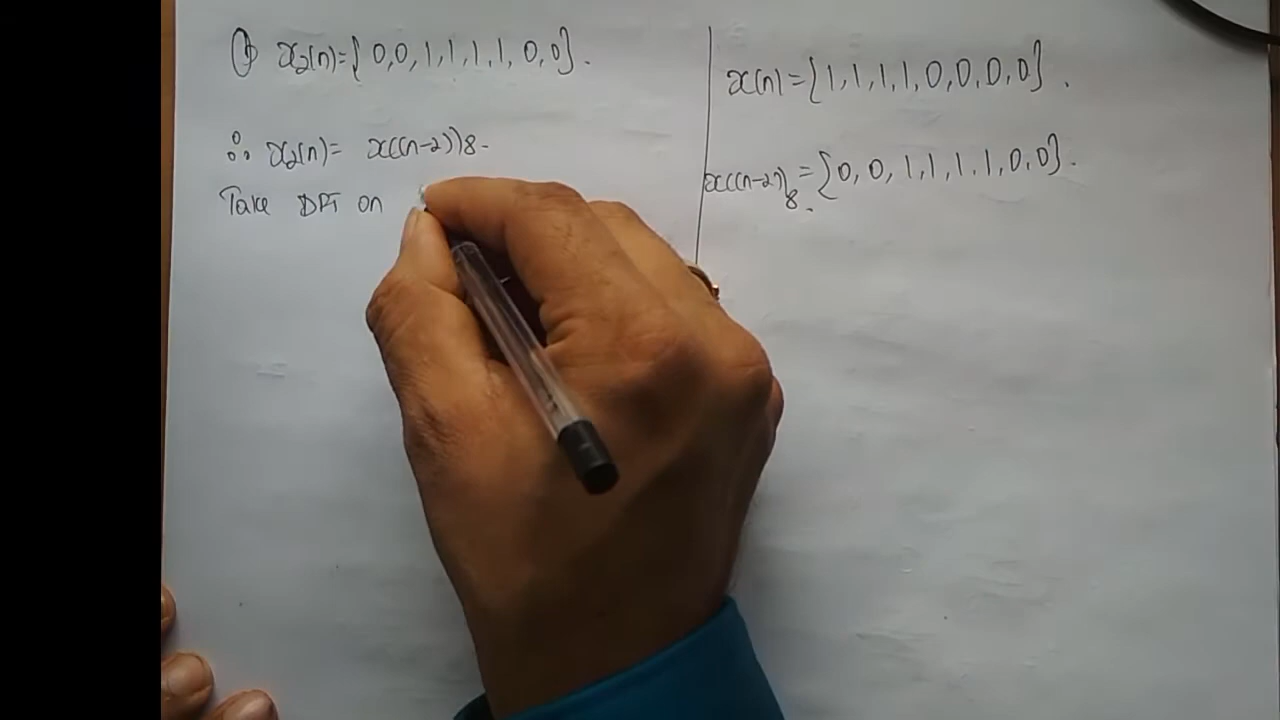 ① x₂(n)={ 0,0,1,1,1,1,0,0}.
∴ x₂(n)= x((n-2))8.
Take DFT on
x(n)={1,1,1,1,0,0,0,0}.
x((n-2))8={0,0,1,1,1,1,0,0}.